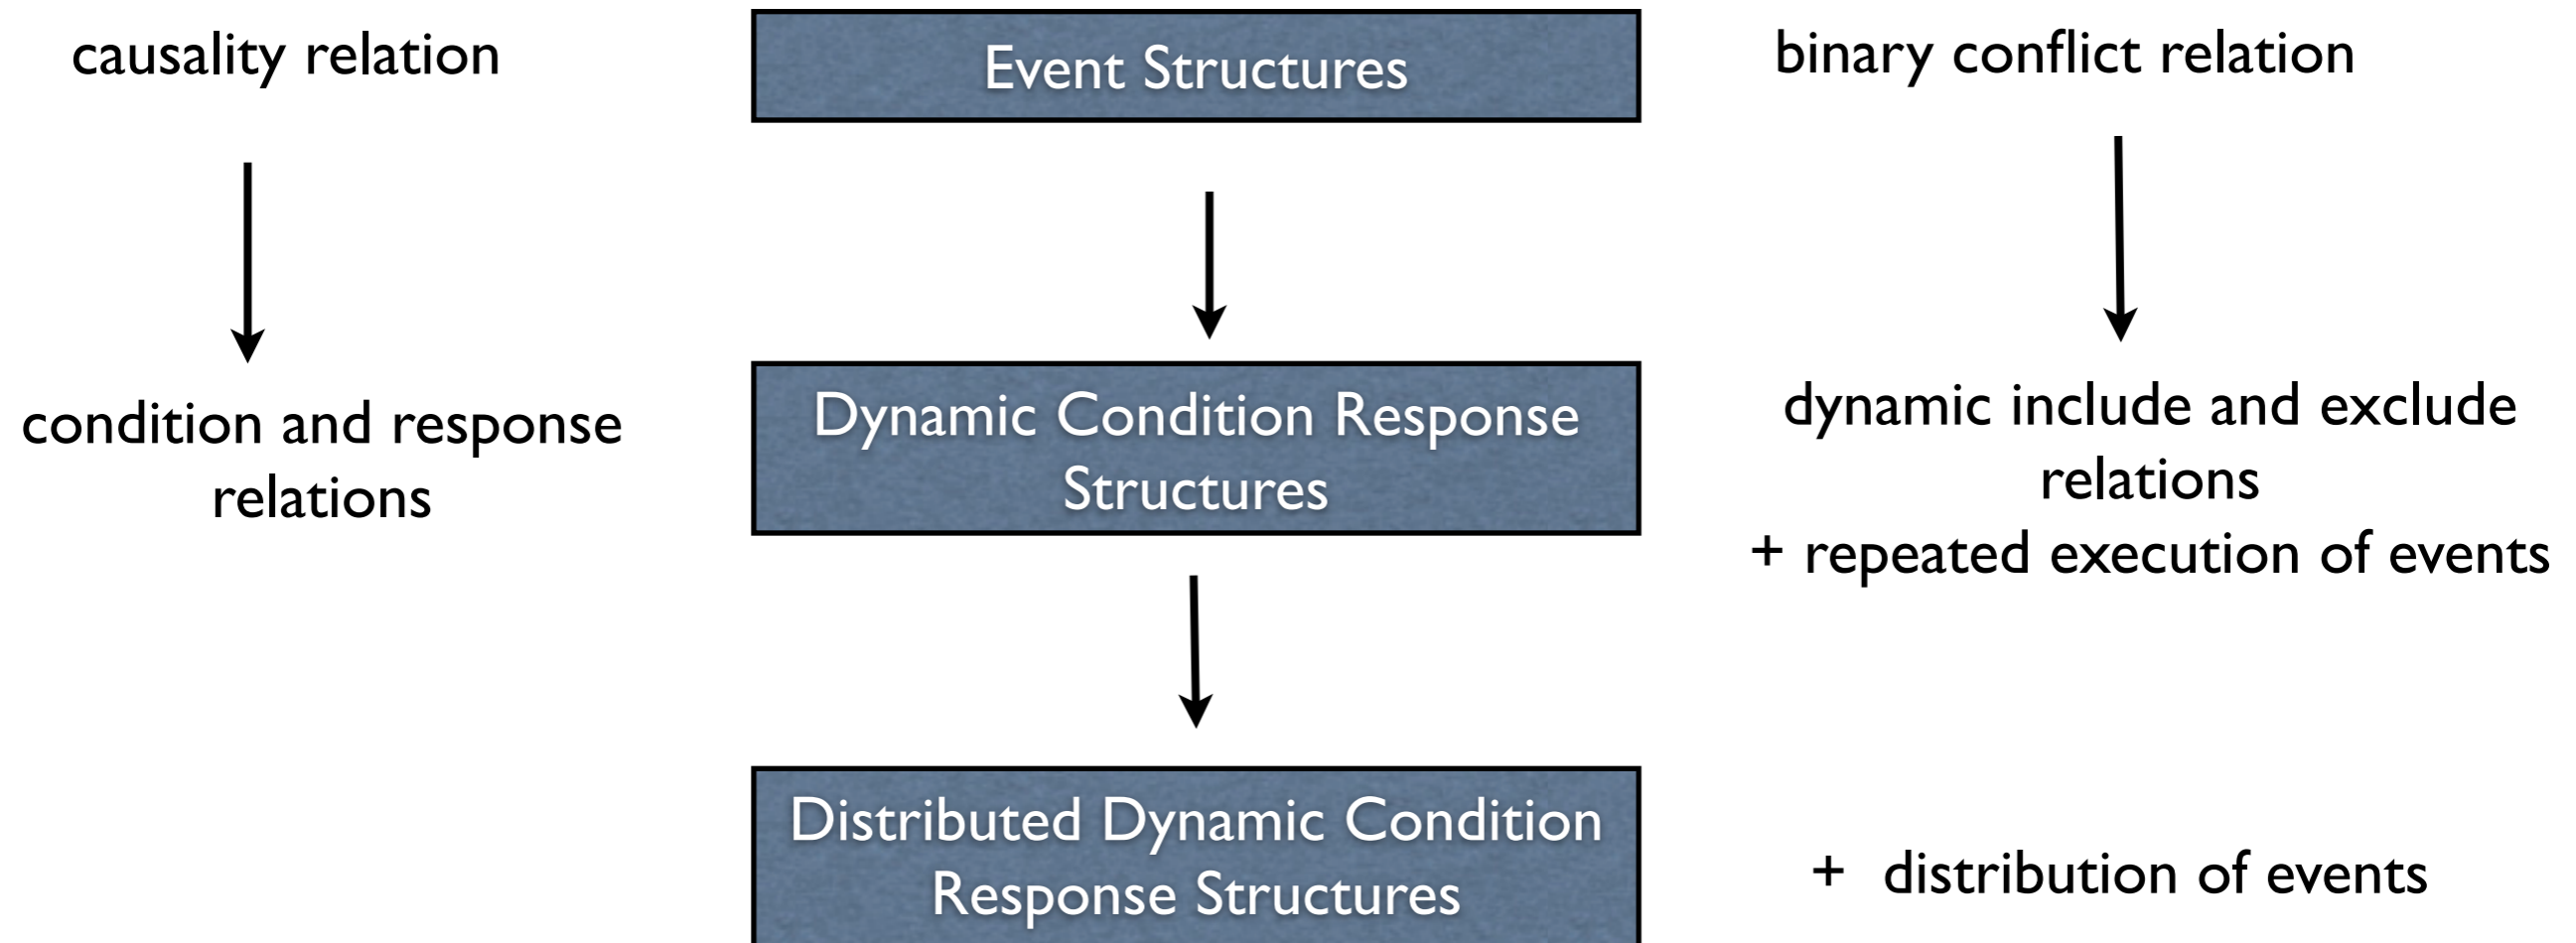 causality relation
Event Structures
binary conflict relation
condition and response
relations
Dynamic Condition Response
Structures
dynamic include and exclude
relations
+ repeated execution of events
Distributed Dynamic Condition
Response Structures
+ distribution of events